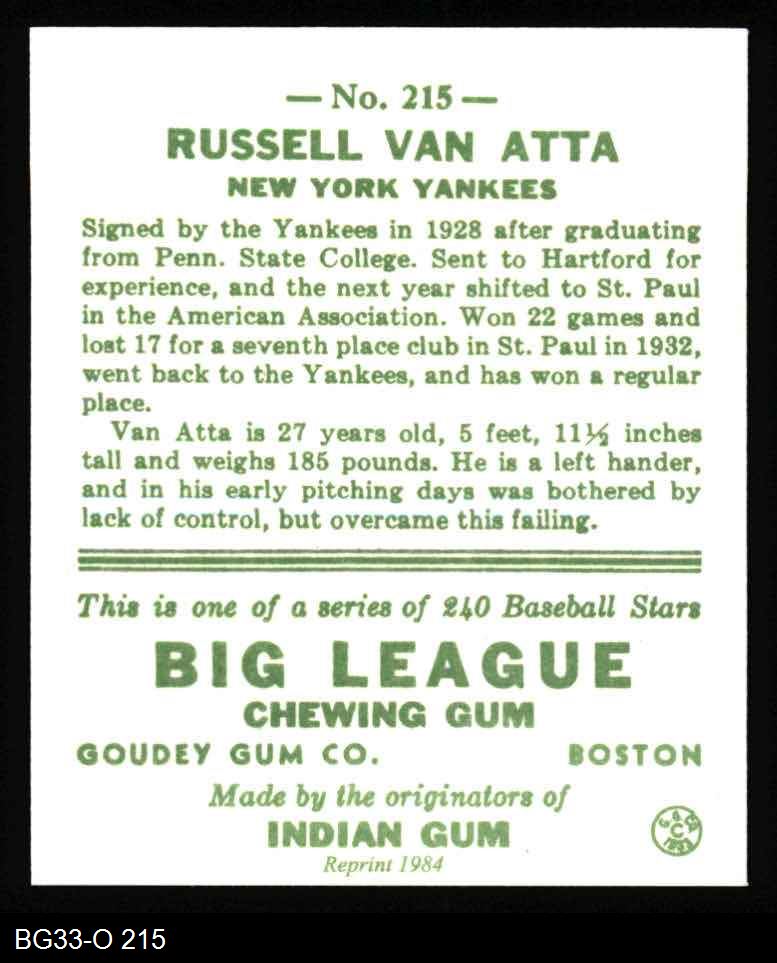 — No. 215 —
RUSSELL VAN ATTA
NEW YORK YANKEES
Signed by the Yankees in 1928 after graduating
from Penn. State College. Sent to Hartford for
experience, and the next year shifted to St. Paul
in the American Association. Won 22 games and
lost 17 for a seventh place club in St. Paul in 1932,
went back to the Yankees, and has won a regular
place.
Van Atta is 27 years old, 5 feet, 11½ inches
tall and weighs 185 pounds. He is a left hander,
and in his early pitching days was bothered by
lack of control, but overcame this failing.
This is one of a series of 240 Baseball Stars
BIG LEAGUE
CHEWING GUM
GOUDEY GUM CO. BOSTON
Made by the originators of
INDIAN GUM
Reprint 1984
C
BG33-O 215